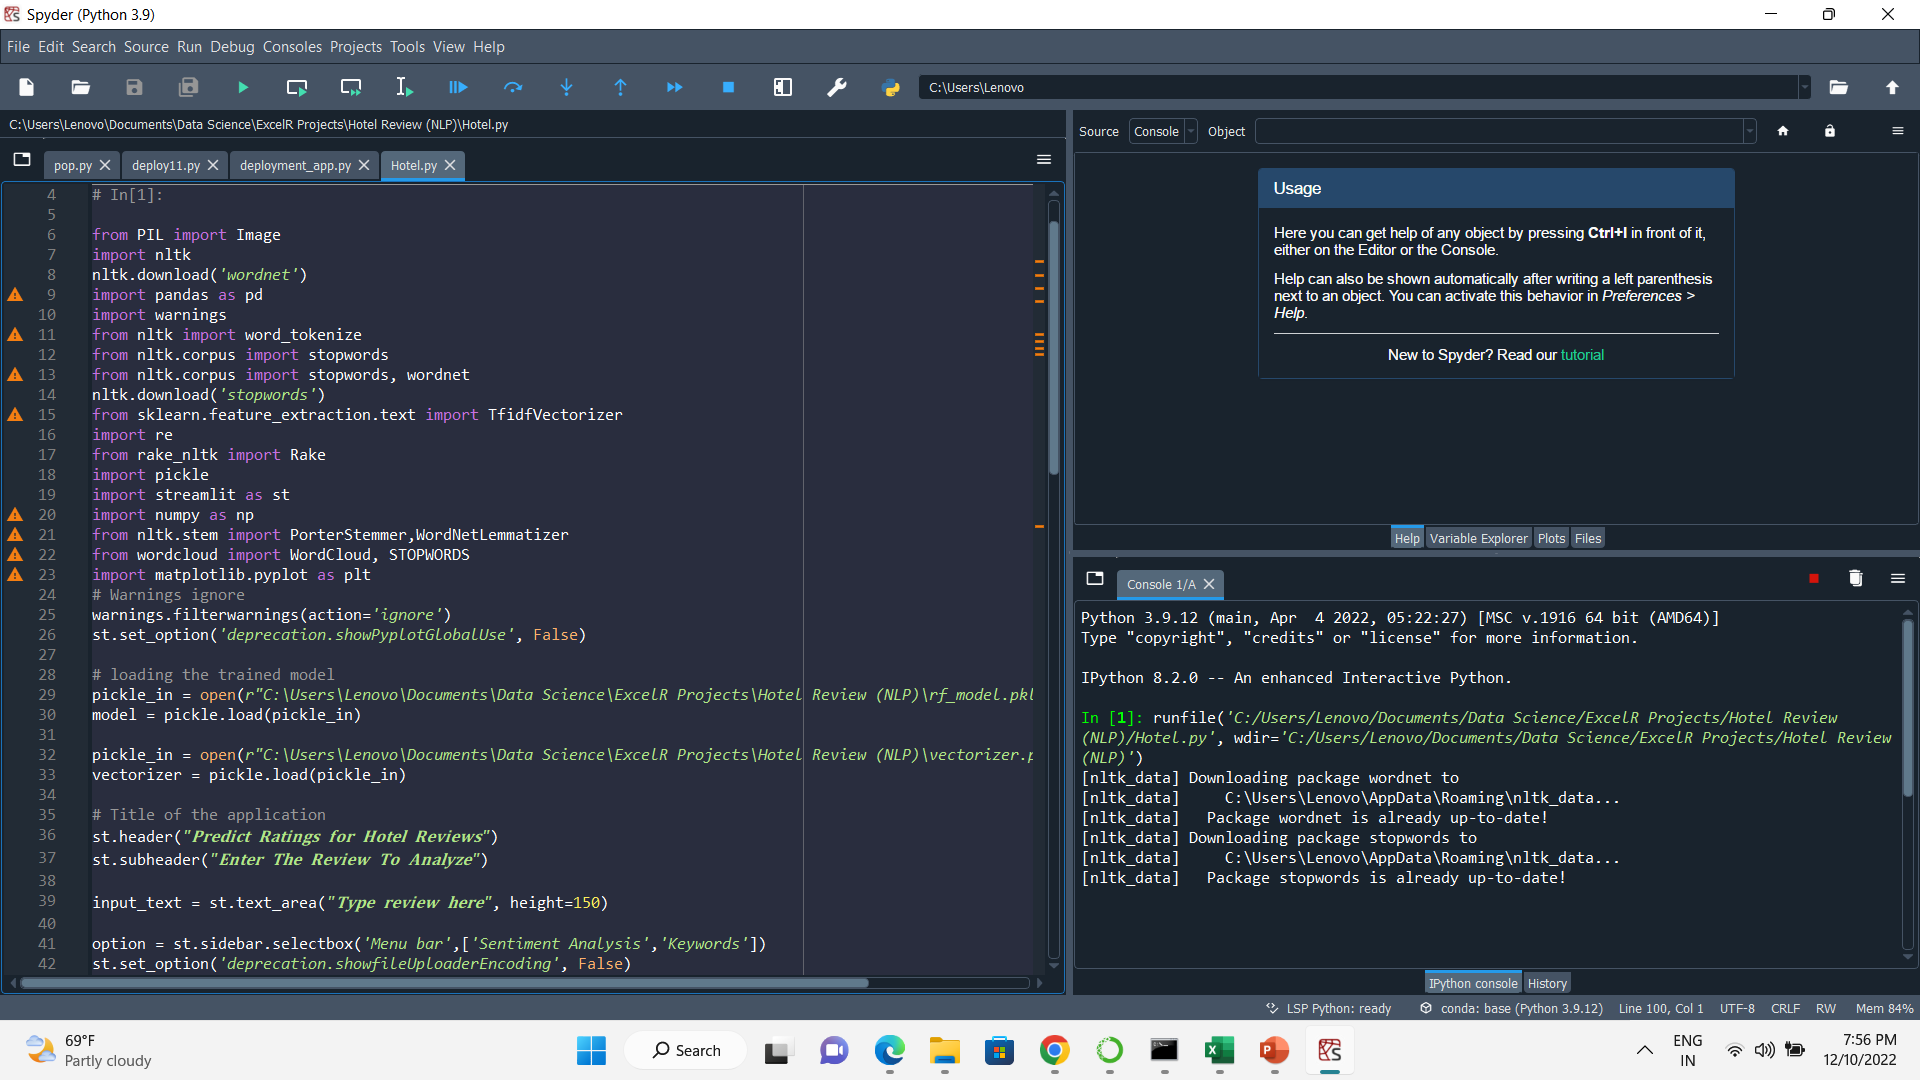 Spyder (Python 3.9)
File Edit Search Source Run Debug Consoles Projects Tools View Help
C:\Users\Lenovo
C:\Users\Lenovo\Documents\Data Science\ExcelR Projects\Hotel Review (NLP)\Hotel.py
pop.py deploy11.py deployment_app.py Hotel.py
4 # In[1]:
5
6 from PIL import Image
7 import nltk
8 nltk.download('wordnet')
9 import pandas as pd
10 import warnings
11 from nltk import word_tokenize
12 from nltk.corpus import stopwords
13 from nltk.corpus import stopwords, wordnet
14 nltk.download('stopwords')
15 from sklearn.feature_extraction.text import TfidfVectorizer
16 import re
17 from rake_nltk import Rake
18 import pickle
19 import streamlit as st
20 import numpy as np
21 from nltk.stem import PorterStemmer,WordNetLemmatizer
22 from wordcloud import WordCloud, STOPWORDS
23 import matplotlib.pyplot as plt
24 # Warnings ignore
25 warnings.filterwarnings(action='ignore')
26 st.set_option('deprecation.showPyplotGlobalUse', False)
27
28 # loading the trained model
29 pickle_in = open(r"C:\Users\Lenovo\Documents\Data Science\ExcelR Projects\Hotel Review (NLP)\rf_model.pkl
30 model = pickle.load(pickle_in)
31
32 pickle_in = open(r"C:\Users\Lenovo\Documents\Data Science\ExcelR Projects\Hotel Review (NLP)\vectorizer.p
33 vectorizer = pickle.load(pickle_in)
34
35 # Title of the application
36 st.header("Predict Ratings for Hotel Reviews")
37 st.subheader("Enter The Review To Analyze")
38
39 input_text = st.text_area("Type review here", height=150)
40
41 option = st.sidebar.selectbox('Menu bar',['Sentiment Analysis','Keywords'])
42 st.set_option('deprecation.showfileUploaderEncoding', False)
Source Console Object
Usage
Here you can get help of any object by pressing Ctrl+I in front of it,
either on the Editor or the Console.
Help can also be shown automatically after writing a left parenthesis
next to an object. You can activate this behavior in Preferences >
Help.
New to Spyder? Read our tutorial
Help Variable Explorer Plots Files
Console 1/A
Python 3.9.12 (main, Apr  4 2022, 05:22:27) [MSC v.1916 64 bit (AMD64)]
Type "copyright", "credits" or "license" for more information.
IPython 8.2.0 -- An enhanced Interactive Python.
In [1]: runfile('C:/Users/Lenovo/Documents/Data Science/ExcelR Projects/Hotel Review
(NLP)/Hotel.py', wdir='C:/Users/Lenovo/Documents/Data Science/ExcelR Projects/Hotel Review
(NLP)')
[nltk_data] Downloading package wordnet to
[nltk_data]     C:\Users\Lenovo\AppData\Roaming\nltk_data...
[nltk_data]   Package wordnet is already up-to-date!
[nltk_data] Downloading package stopwords to
[nltk_data]     C:\Users\Lenovo\AppData\Roaming\nltk_data...
[nltk_data]   Package stopwords is already up-to-date!
IPython console History
LSP Python: ready conda: base (Python 3.9.12) Line 100, Col 1 UTF-8 CRLF RW Mem 84%
69°F
Partly cloudy
Search
ENG
IN
7:56 PM
12/10/2022